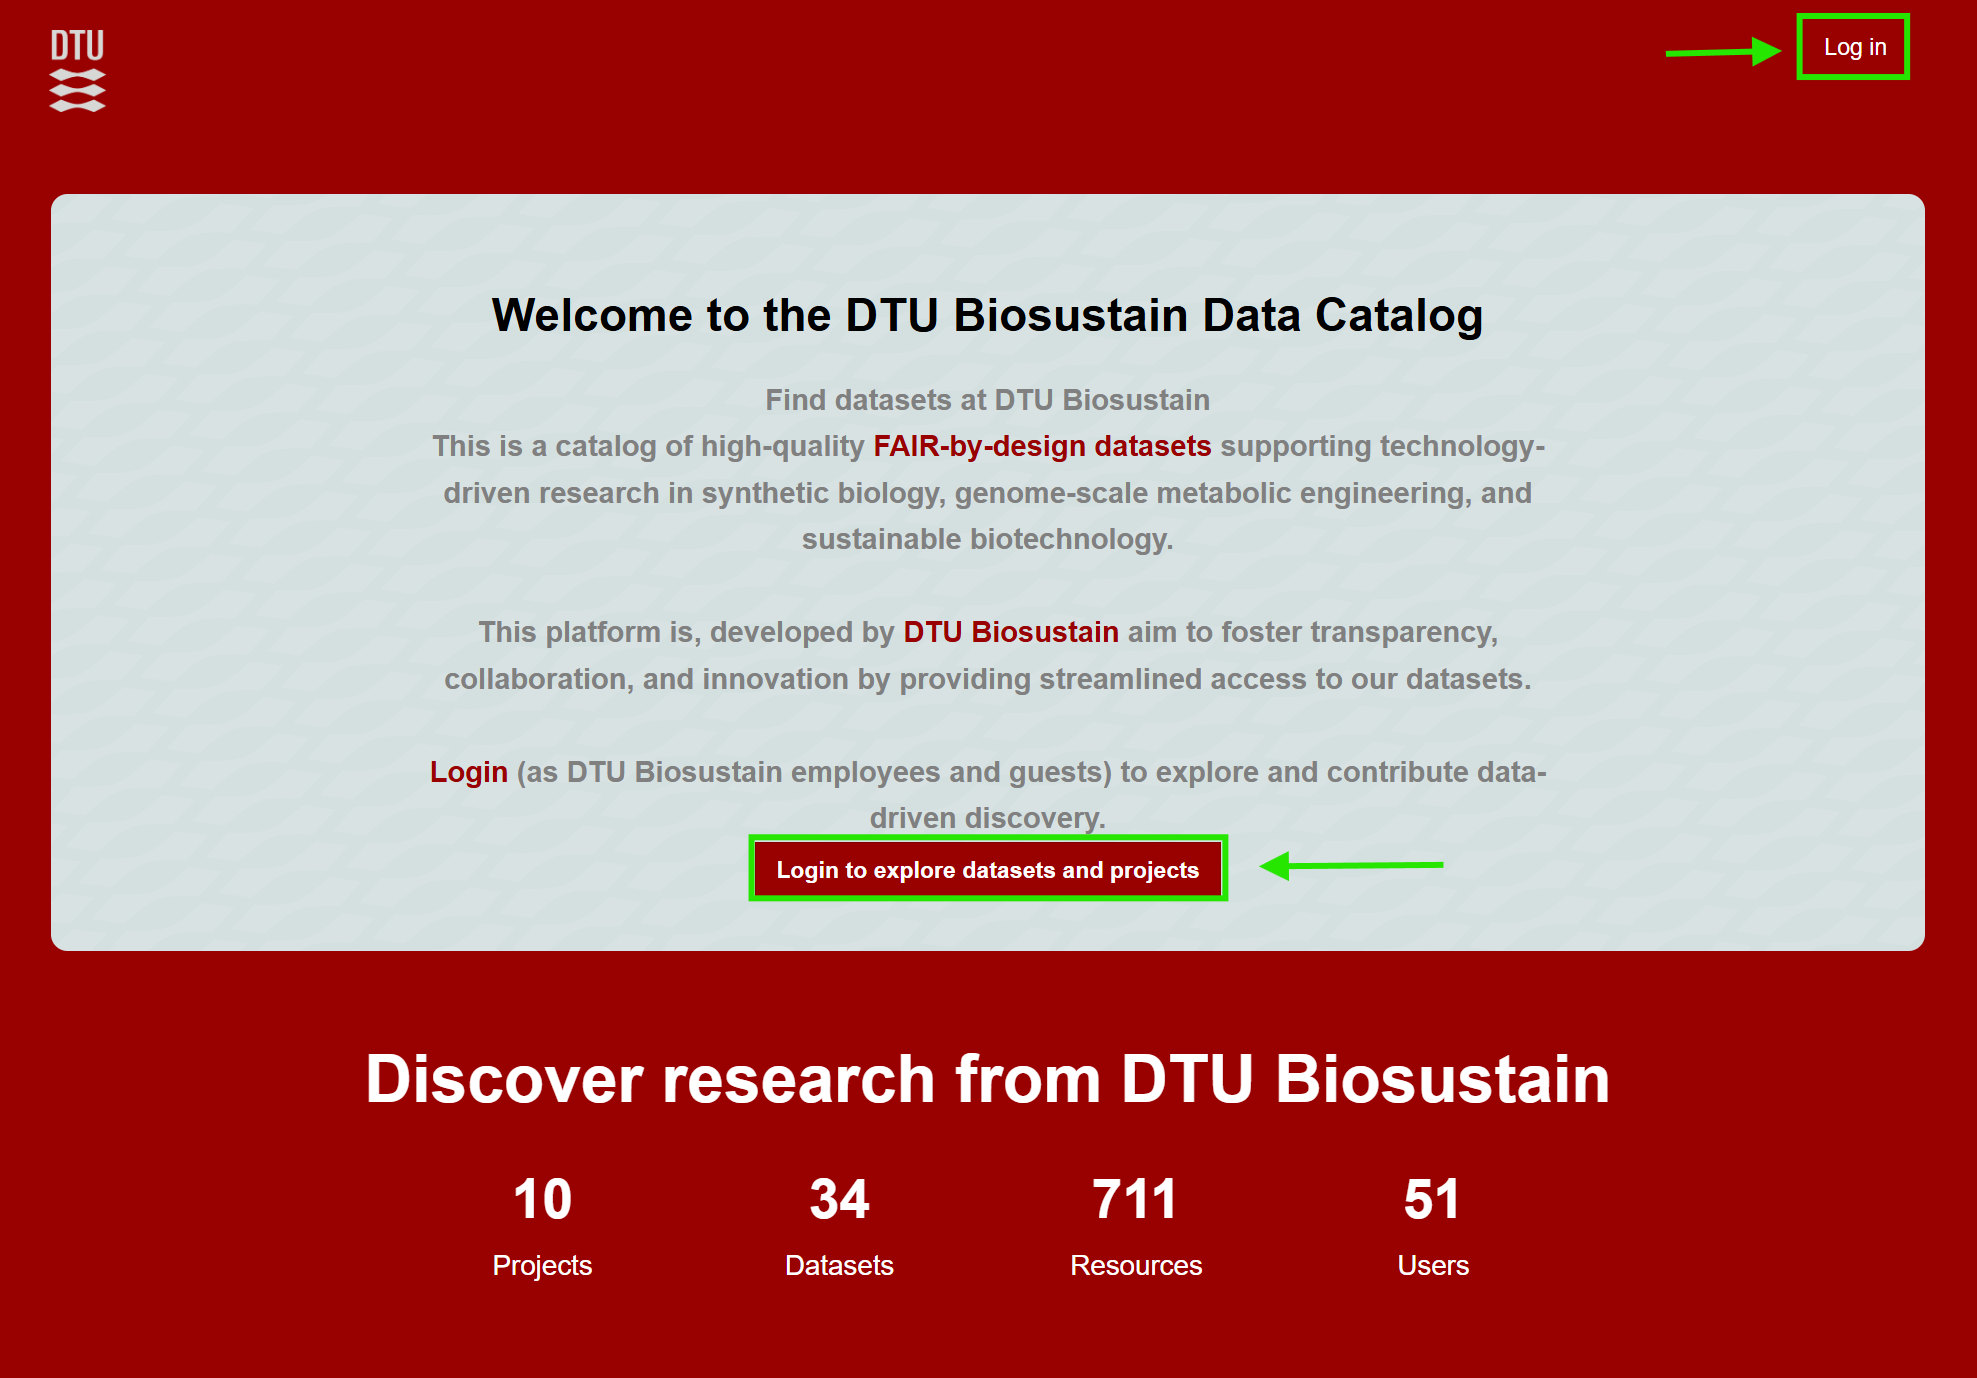 DTU
Log in
Welcome to the DTU Biosustain Data Catalog
Find datasets at DTU Biosustain
This is a catalog of high-quality FAIR-by-design datasets supporting technology-
driven research in synthetic biology, genome-scale metabolic engineering, and
sustainable biotechnology.
This platform is, developed by DTU Biosustain aim to foster transparency,
collaboration, and innovation by providing streamlined access to our datasets.
Login (as DTU Biosustain employees and guests) to explore and contribute data-
driven discovery.
Login to explore datasets and projects
Discover research from DTU Biosustain
10 34 711 51
Projects Datasets Resources Users